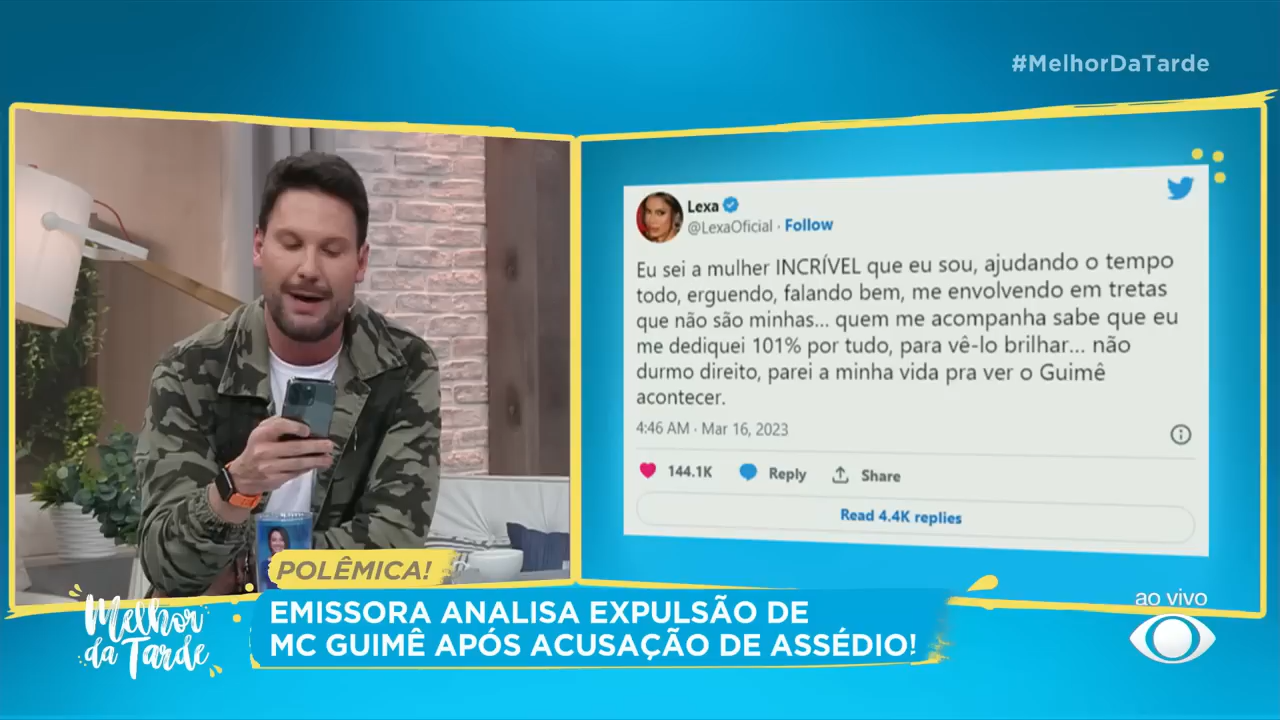 #MelhorDaTarde
Lexa
@LexaOficial · Follow
Eu sei a mulher INCRÍVEL que eu sou, ajudando o tempo
todo, erguendo, falando bem, me envolvendo em tretas
que não são minhas... quem me acompanha sabe que eu
me dediquei 101% por tudo, para vê-lo brilhar... não
durmo direito, parei a minha vida pra ver o Guimê
acontecer.
4:46 AM · Mar 16, 2023
144.1K Reply Share
Read 4.4K replies
POLÊMICA!
EMISSORA ANALISA EXPULSÃO DE
MC GUIMÊ APÓS ACUSAÇÃO DE ASSÉDIO!
Melhor
da Tarde
ao vivo